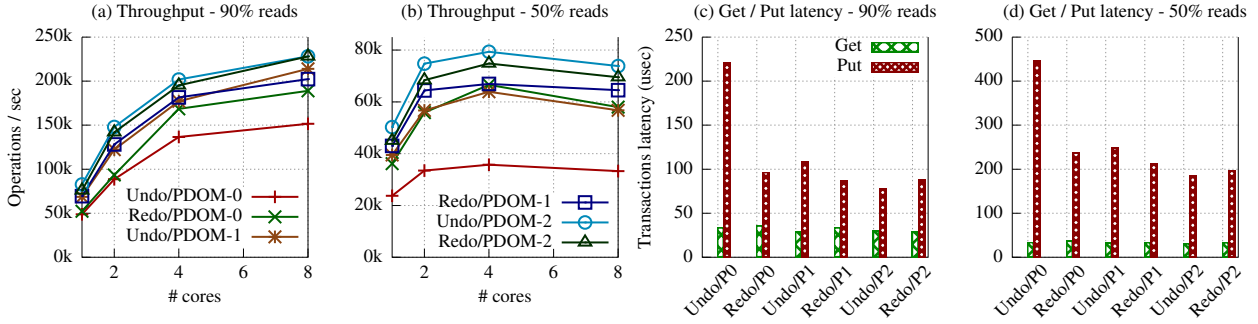 (a) Throughput - 90% reads
Operations / sec
250k
200k
150k
100k
50k
0k
2
4
6
8
# cores
Undo/PDOM-0
Redo/PDOM-0
Undo/PDOM-1
(b) Throughput - 50% reads
80k
60k
40k
20k
0k
2
4
6
8
# cores
Redo/PDOM-1
Undo/PDOM-2
Redo/PDOM-2
(c) Get / Put latency - 90% reads
Transactions latency (usec)
250
200
150
100
50
0
Get
Put
Undo/P0
Redo/P0
Undo/P1
Redo/P1
Undo/P2
Redo/P2
(d) Get / Put latency - 50% reads
500
400
300
200
100
0
Undo/P0
Redo/P0
Undo/P1
Redo/P1
Undo/P2
Redo/P2